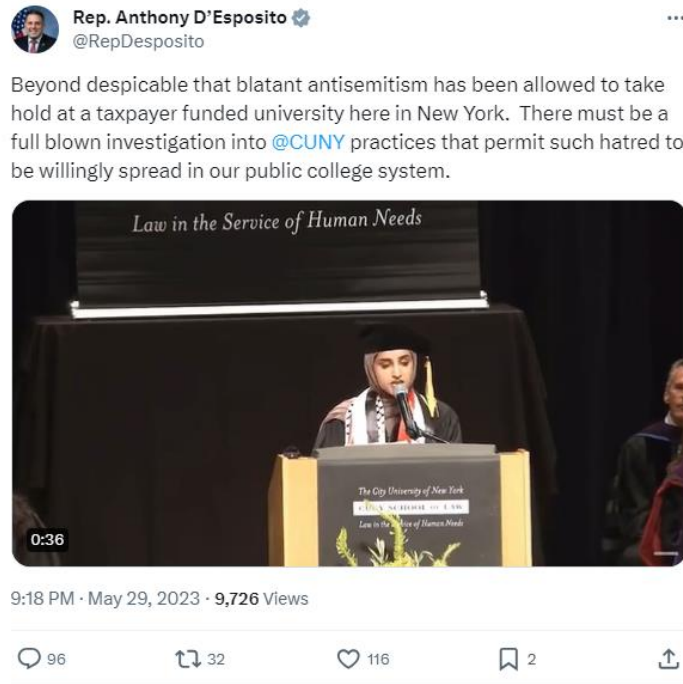 Rep. Anthony D'Esposito
@RepDesposito
Beyond despicable that blatant antisemitism has been allowed to take
hold at a taxpayer funded university here in New York. There must be a
full blown investigation into @CUNY practices that permit such hatred to
be willingly spread in our public college system.
Law in the Service of Human Needs
The City University of New York
CUNY SCHOOL OF LAW
Law in the Service of Human Needs
0:36
9:18 PM · May 29, 2023 · 9,726 Views
96 32 116 2